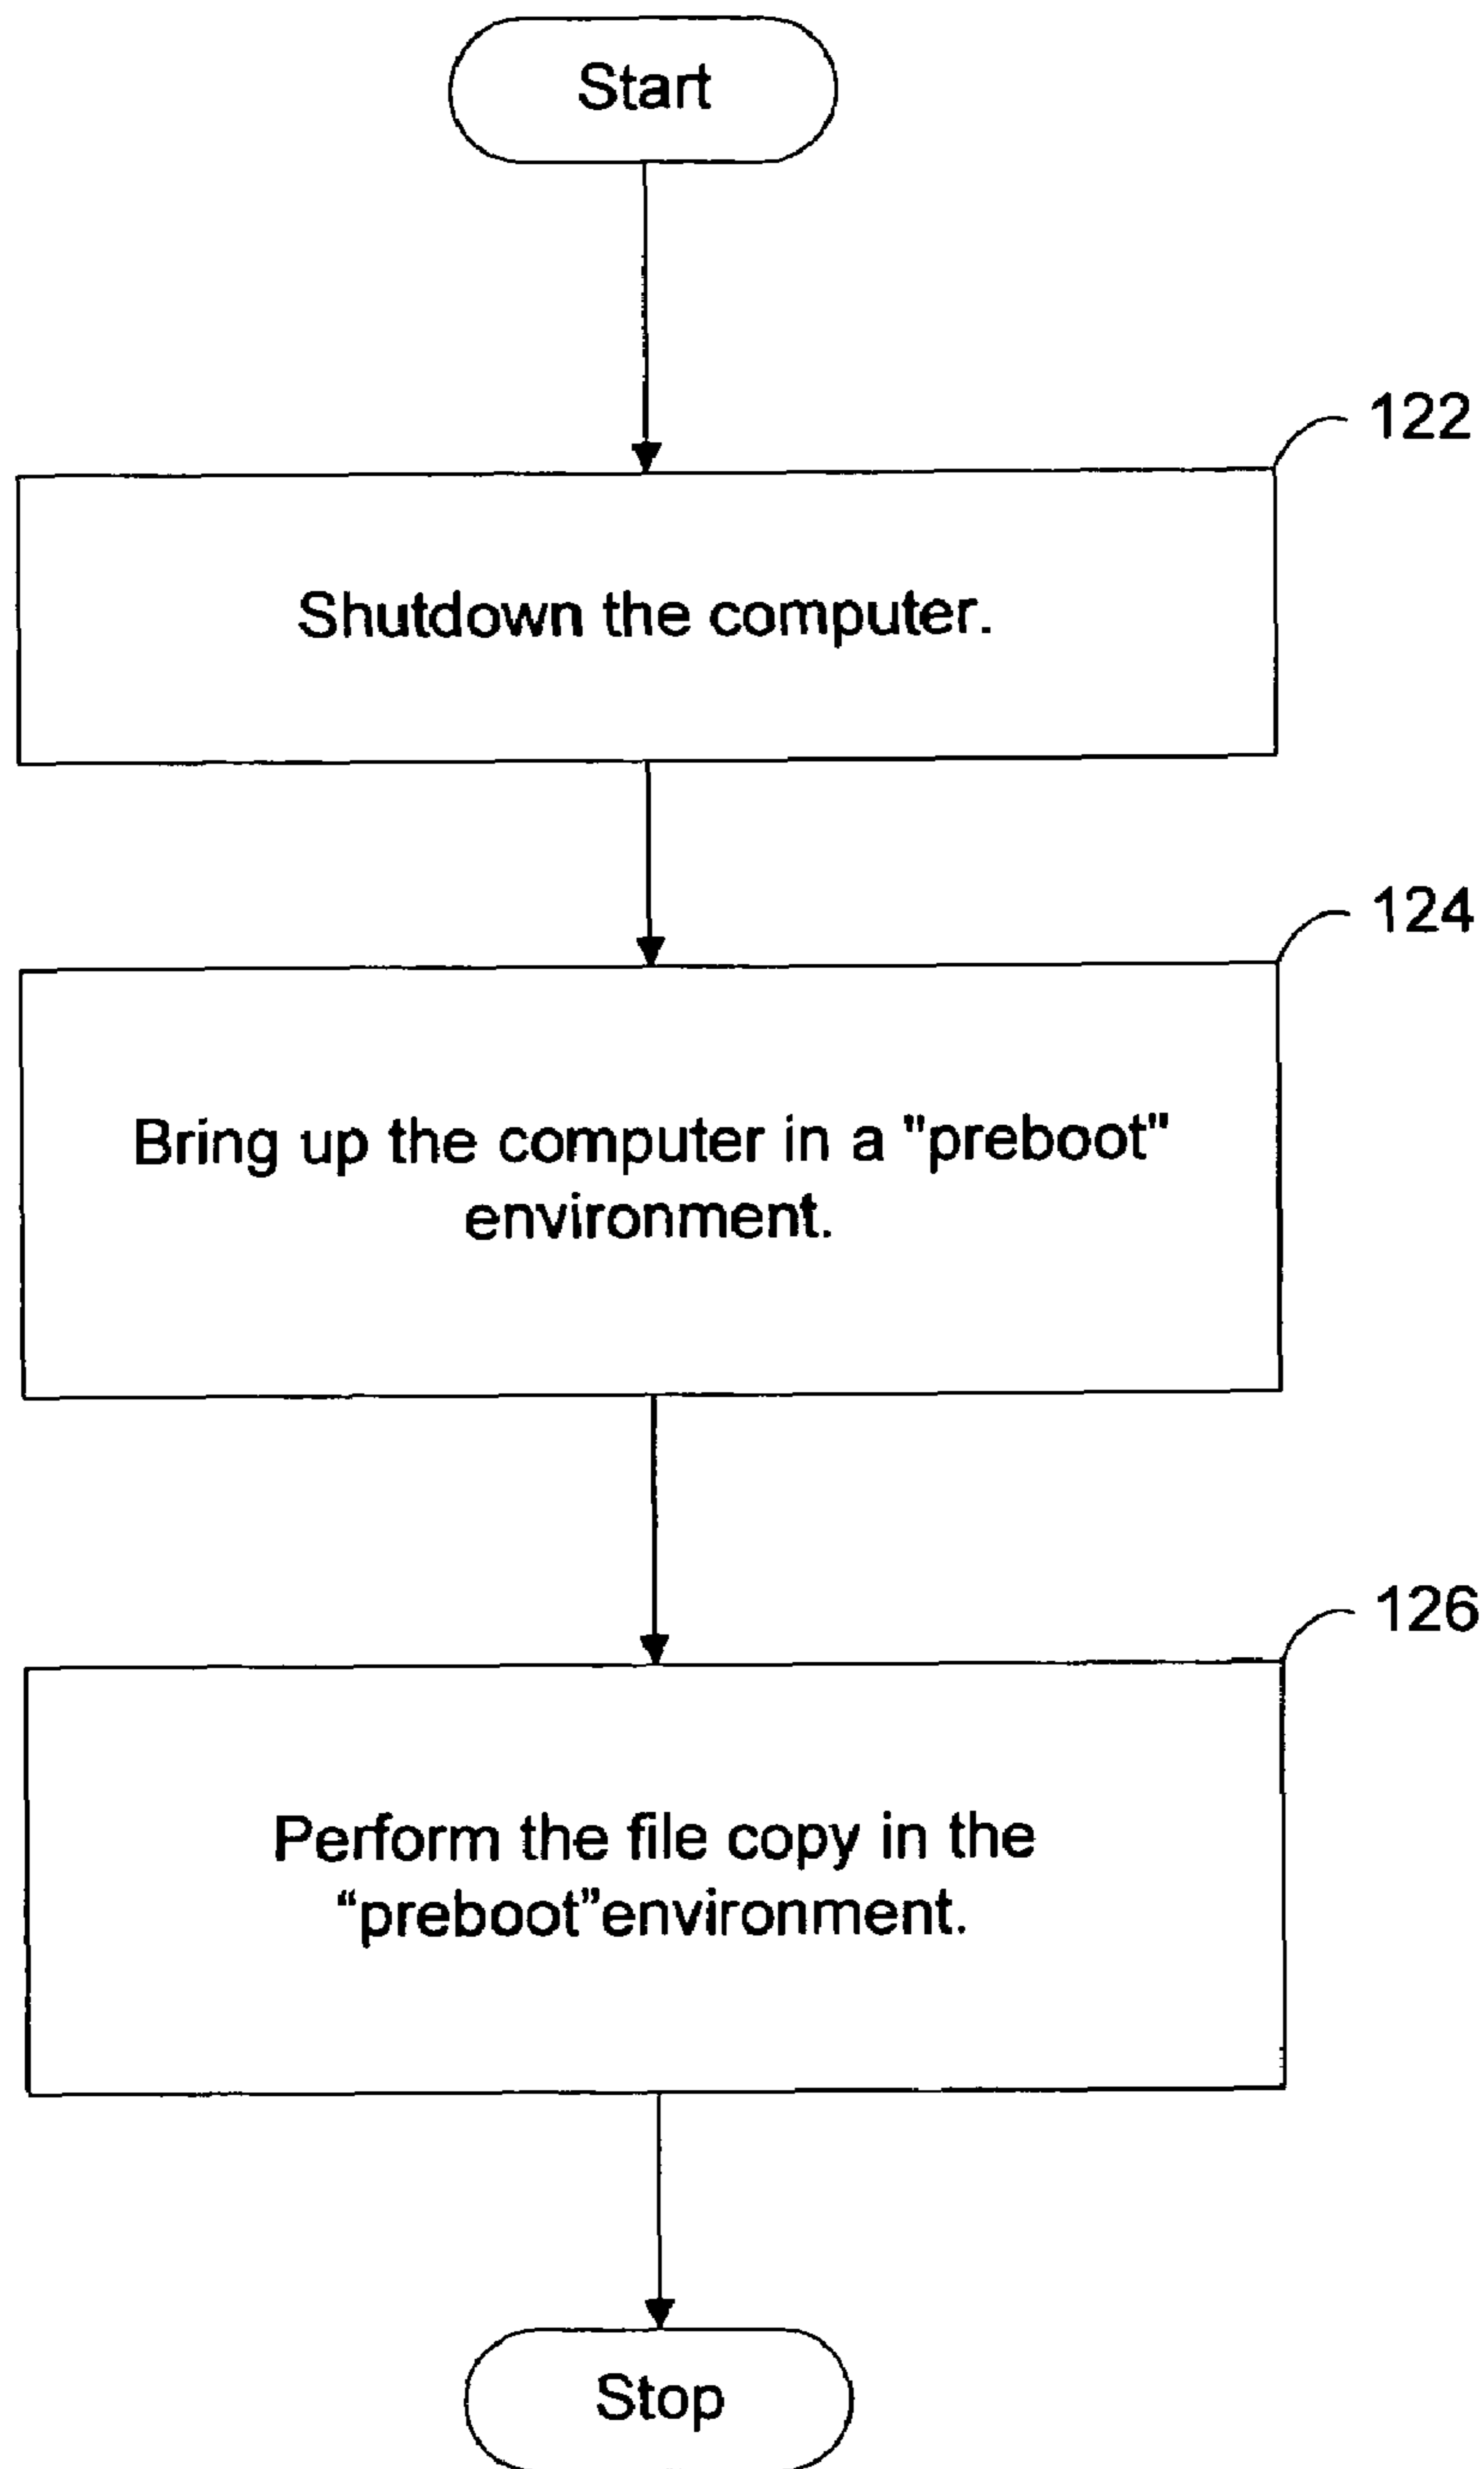 Start
122
Shutdown the computer.
124
Bring up the computer in a "preboot"
environment.
126
Perform the file copy in the
“preboot”environment.
Stop